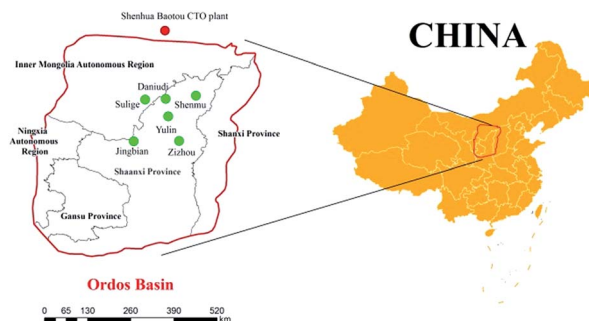 Shenhua Baotou CTO plant
CHINA
Inner Mongolia Autonomous Region
Daniudi
Sulige
Shenmu
Yulin
Ningxia
Autonomous
Region
Shanxi Province
Jingbian
Zizhou
Shaanxi Province
Gansu Province
Ordos Basin
0 65 130 260 390 520
km